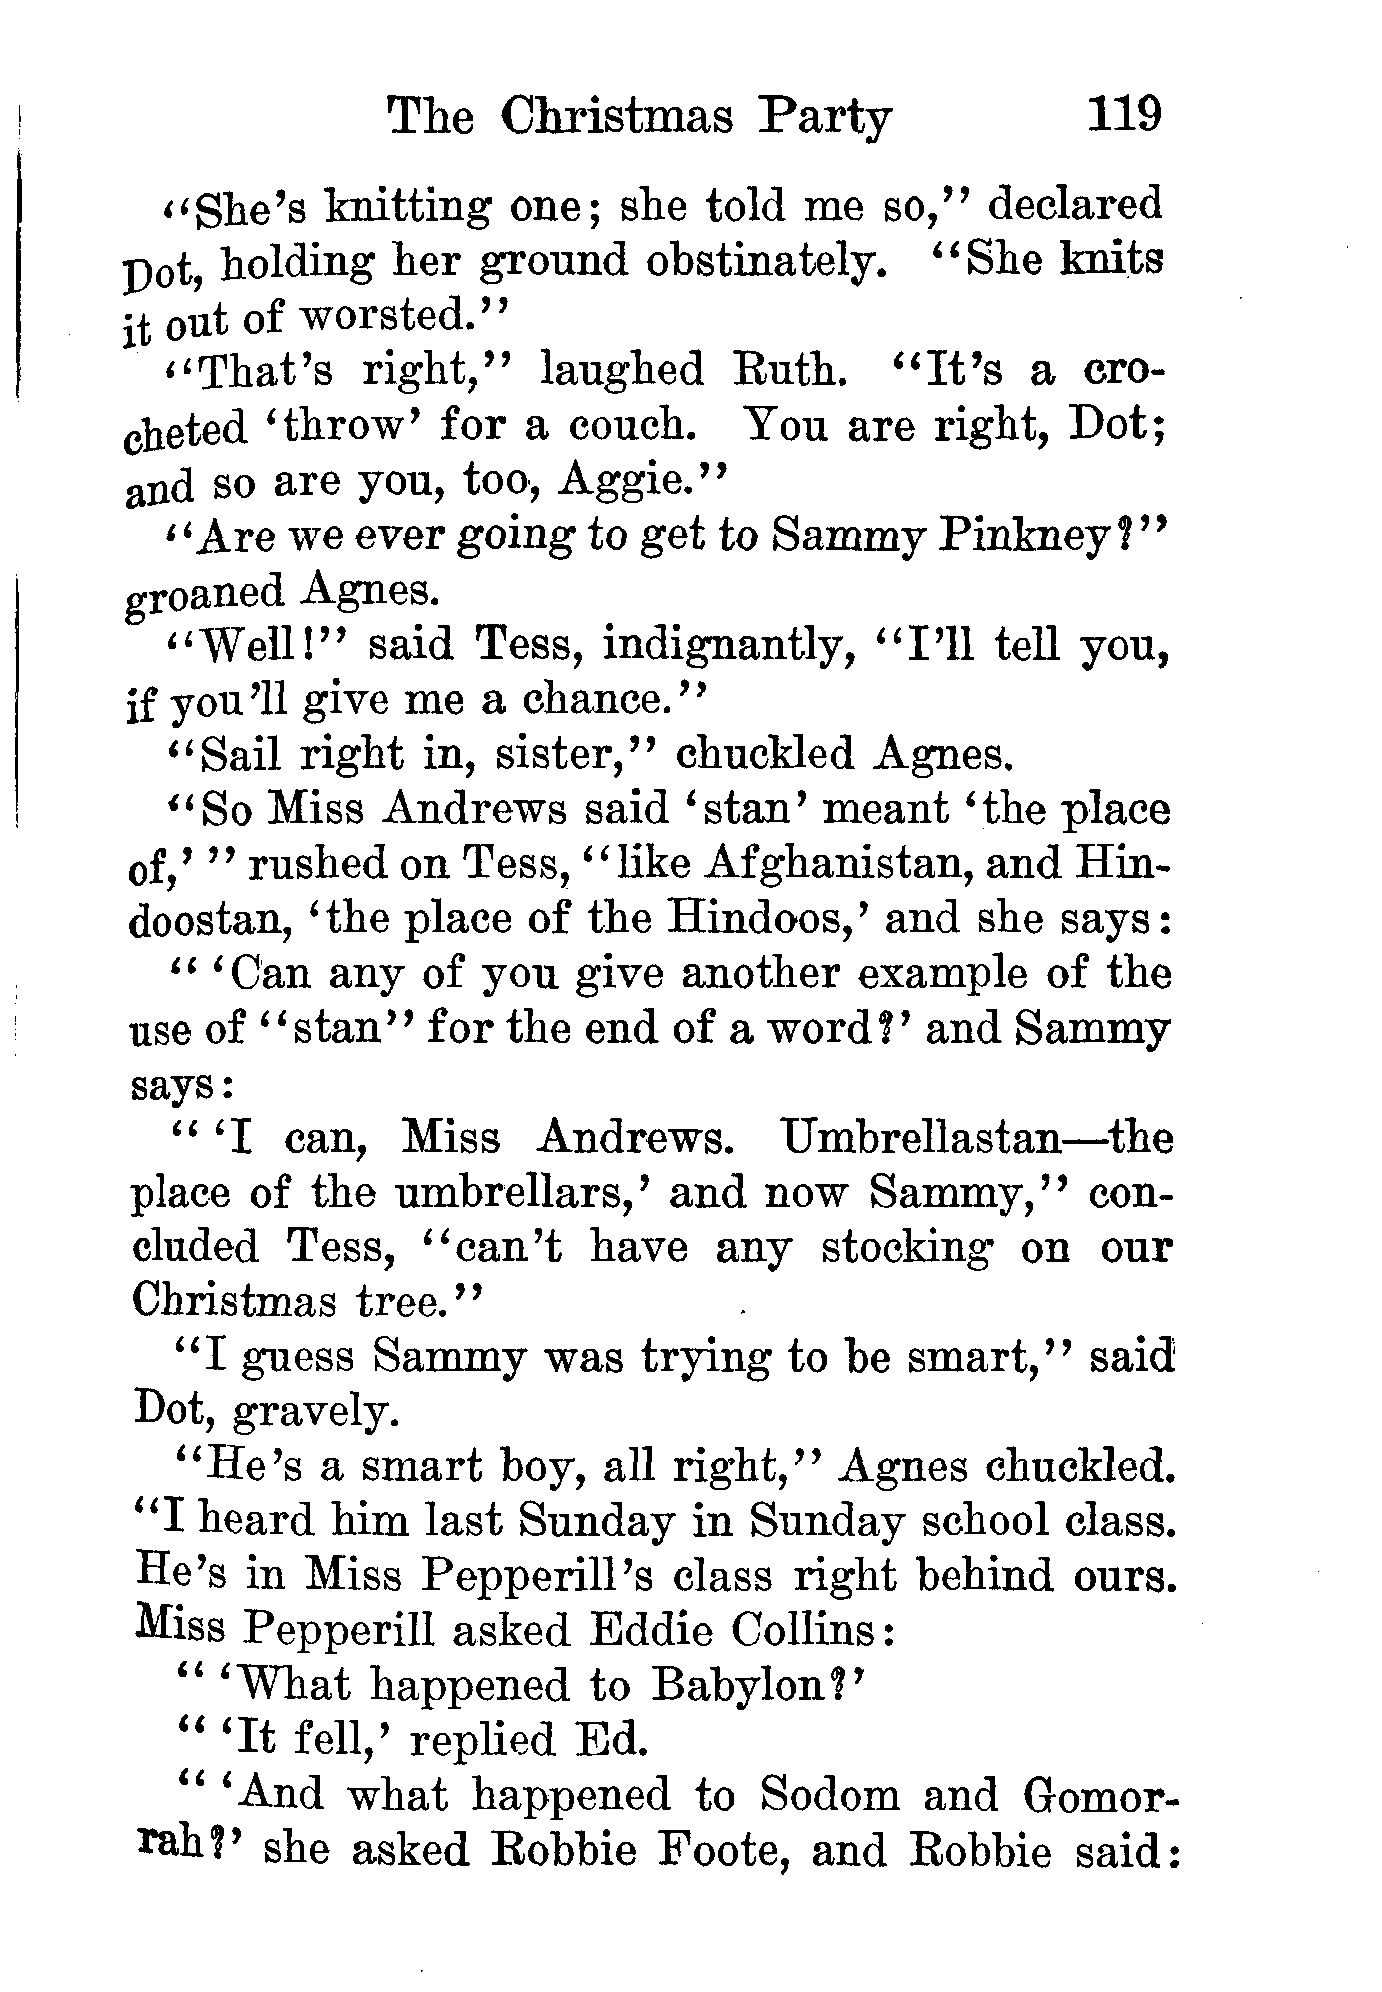 The Christmas Party 119
"She's knitting one; she told me so," declared
Dot, holding her ground obstinately. "She knits
it out of worsted."
"That's right," laughed Ruth. "It's a cro-
cheted 'throw' for a couch. You are right, Dot;
and so are you, too, Aggie."
"Are we ever going to get to Sammy Pinkney?"
groaned Agnes.
"Well!" said Tess, indignantly, "I'll tell you,
if you'll give me a chance."
"Sail right in, sister," chuckled Agnes.
"So Miss Andrews said 'stan' meant 'the place
of,' " rushed on Tess, "like Afghanistan, and Hin-
doostan, 'the place of the Hindoos,' and she says:
" 'Can any of you give another example of the
use of "stan" for the end of a word?' and Sammy
says:
" 'I can, Miss Andrews. Umbrellastan—the
place of the umbrellars,' and now Sammy," con-
cluded Tess, "can't have any stocking on our
Christmas tree."
"I guess Sammy was trying to be smart," said
Dot, gravely.
"He's a smart boy, all right," Agnes chuckled.
"I heard him last Sunday in Sunday school class.
He's in Miss Pepperill's class right behind ours.
Miss Pepperill asked Eddie Collins:
" 'What happened to Babylon?'
" 'It fell,' replied Ed.
" 'And what happened to Sodom and Gomor-
rah?' she asked Robbie Foote, and Robbie said: